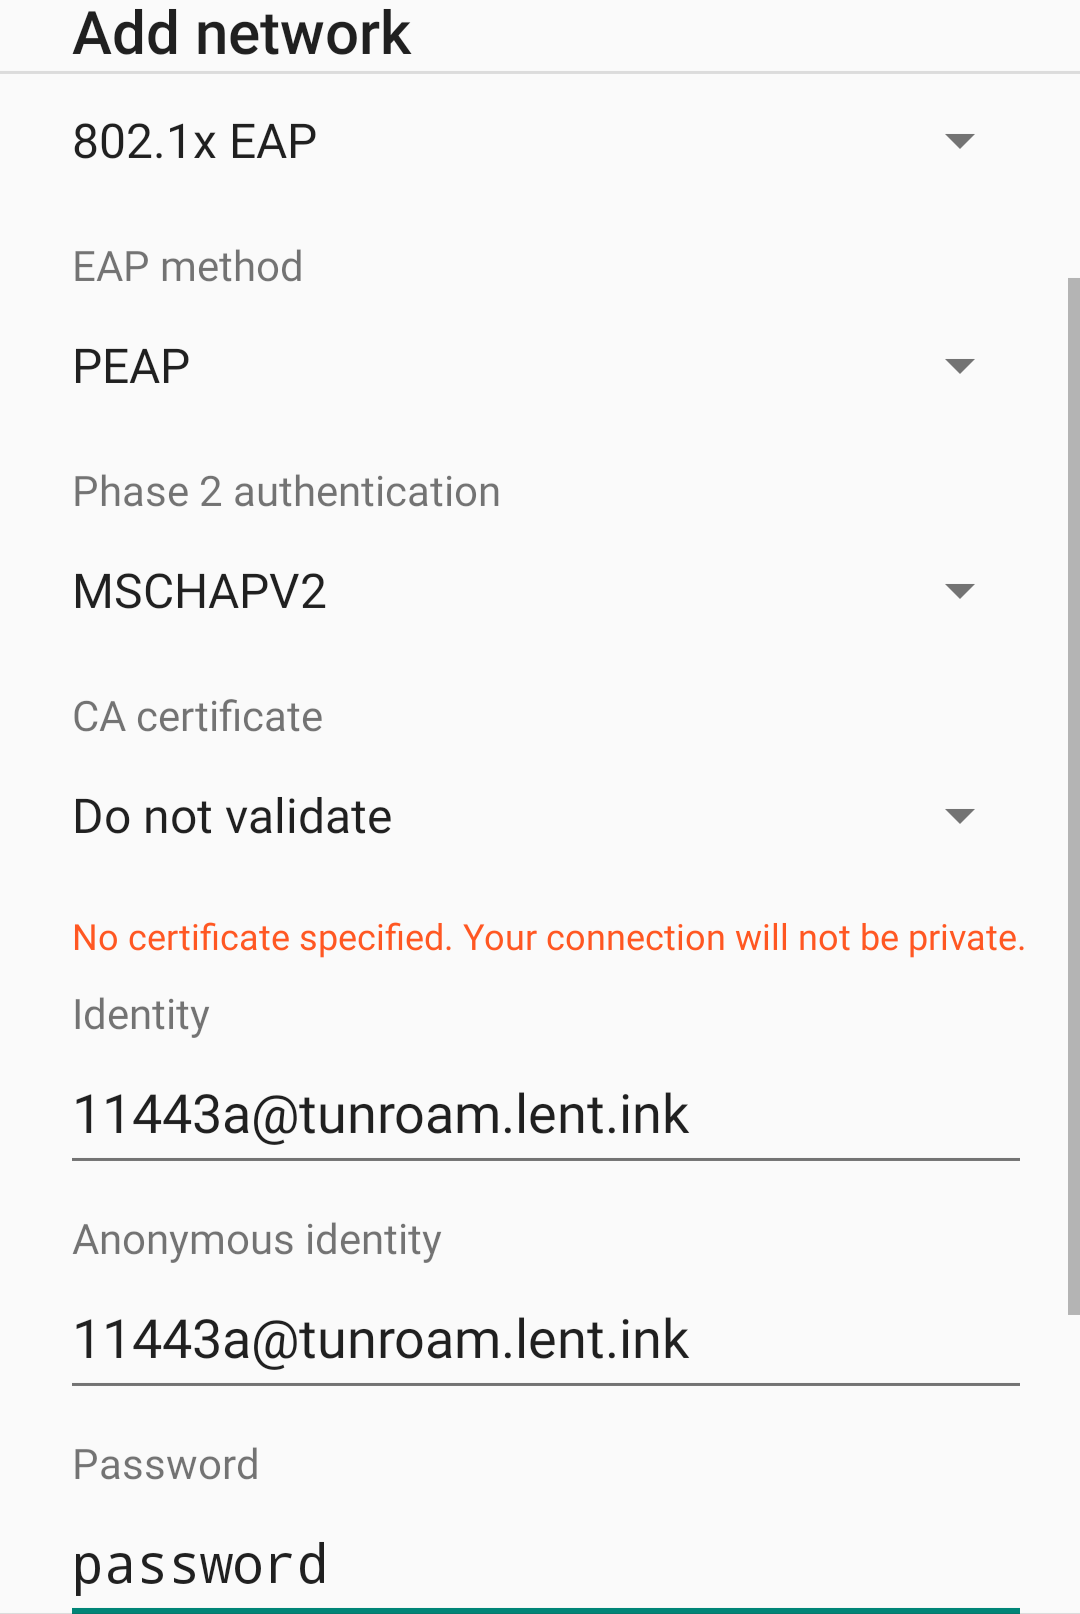 Add network
802.1x EAP
EAP method
PEAP
Phase 2 authentication
MSCHAPV2
CA certificate
Do not validate
No certificate specified. Your connection will not be private.
Identity
11443a@tunroam.lent.ink
Anonymous identity
11443a@tunroam.lent.ink
Password
password